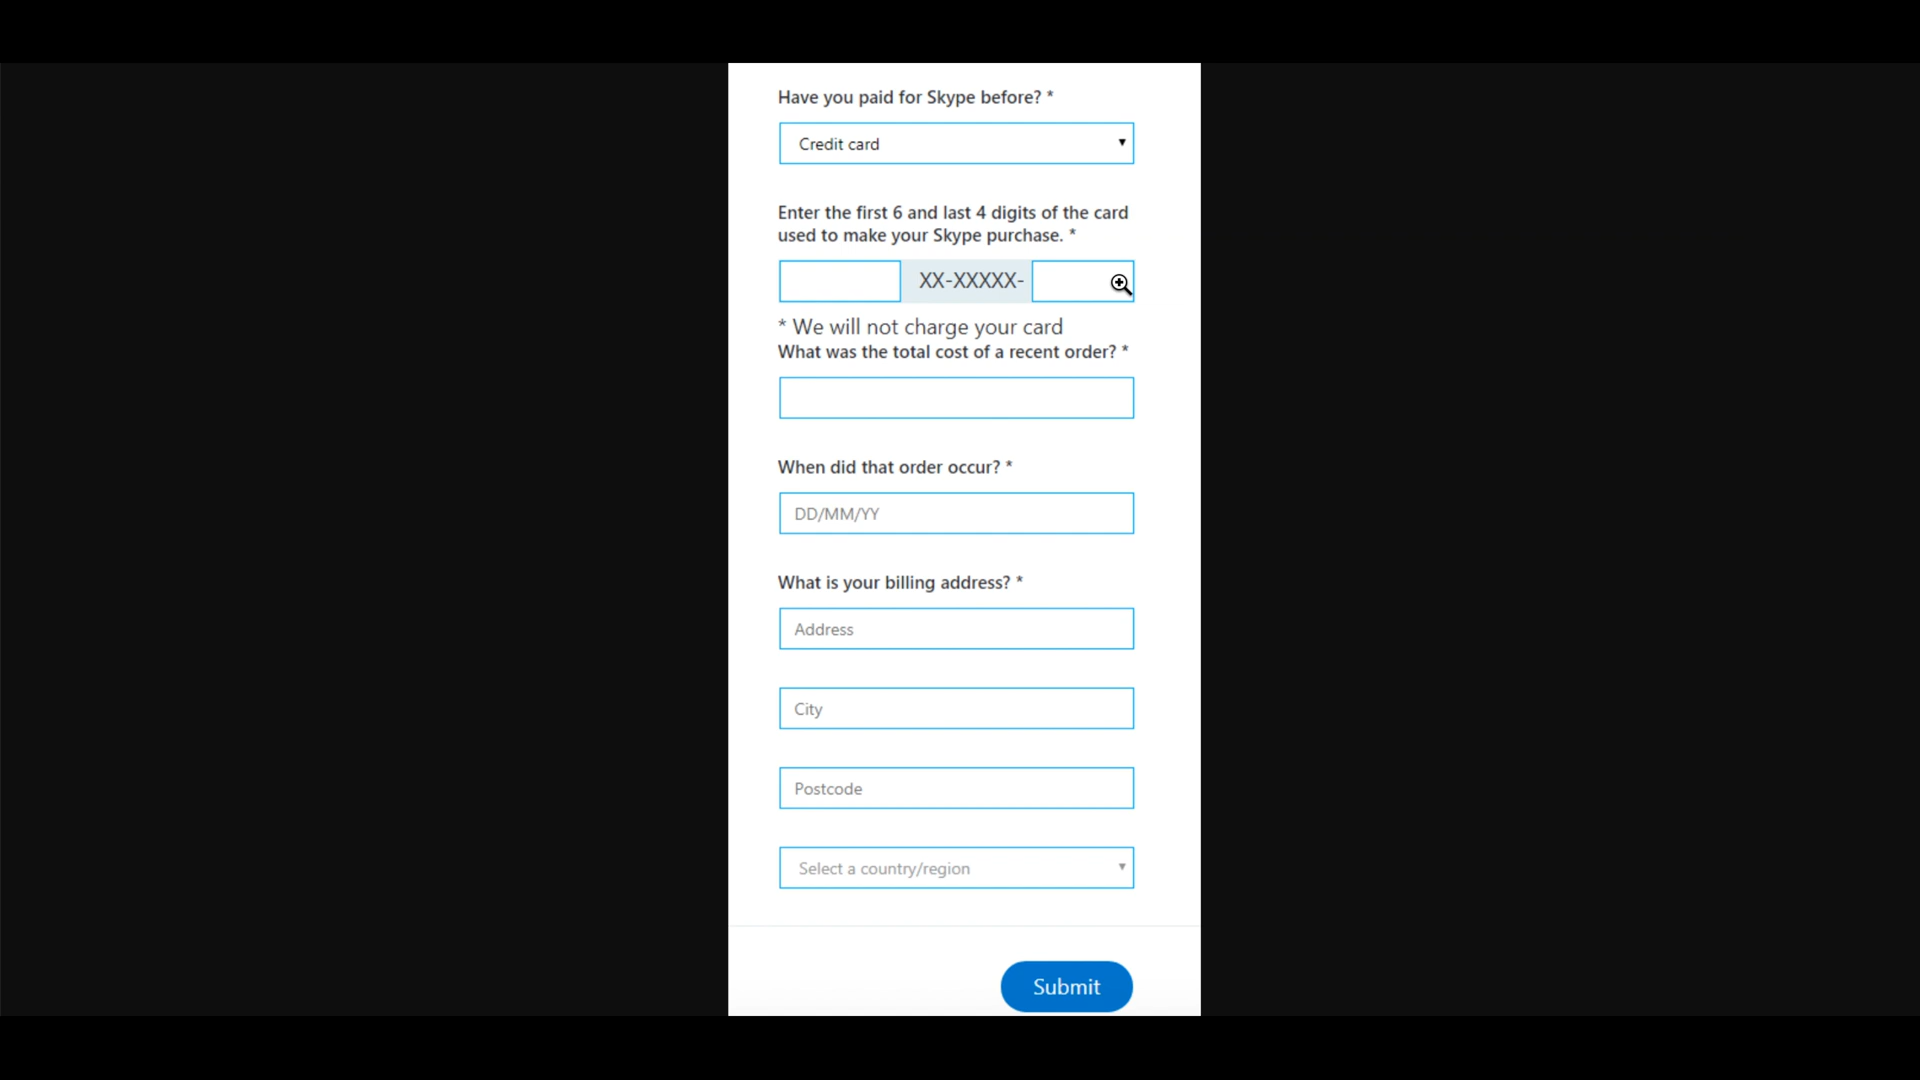 Have you paid for Skype before? *
Credit card
Enter the first 6 and last 4 digits of the card
used to make your Skype purchase. *
XX-XXXXX-
* We will not charge your card
What was the total cost of a recent order? *
When did that order occur? *
DD/MM/YY
What is your billing address? *
Address
City
Postcode
Select a country/region
Submit